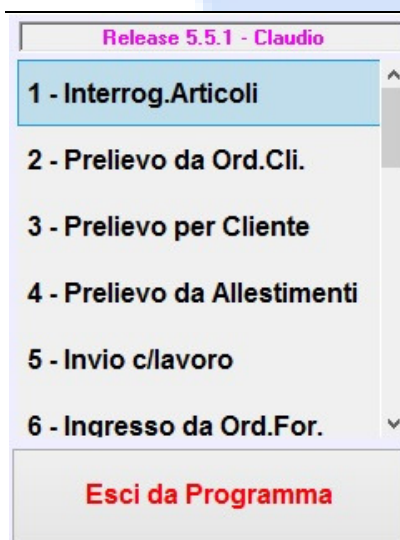 Release 5.5.1 - Claudio
1 - Interrog.Articoli
2 - Prelievo da Ord.Cli.
3 - Prelievo per Cliente
4 - Prelievo da Allestimenti
5 - Invio c/lavoro
6 - Ingresso da Ord.For.
Esci da Programma